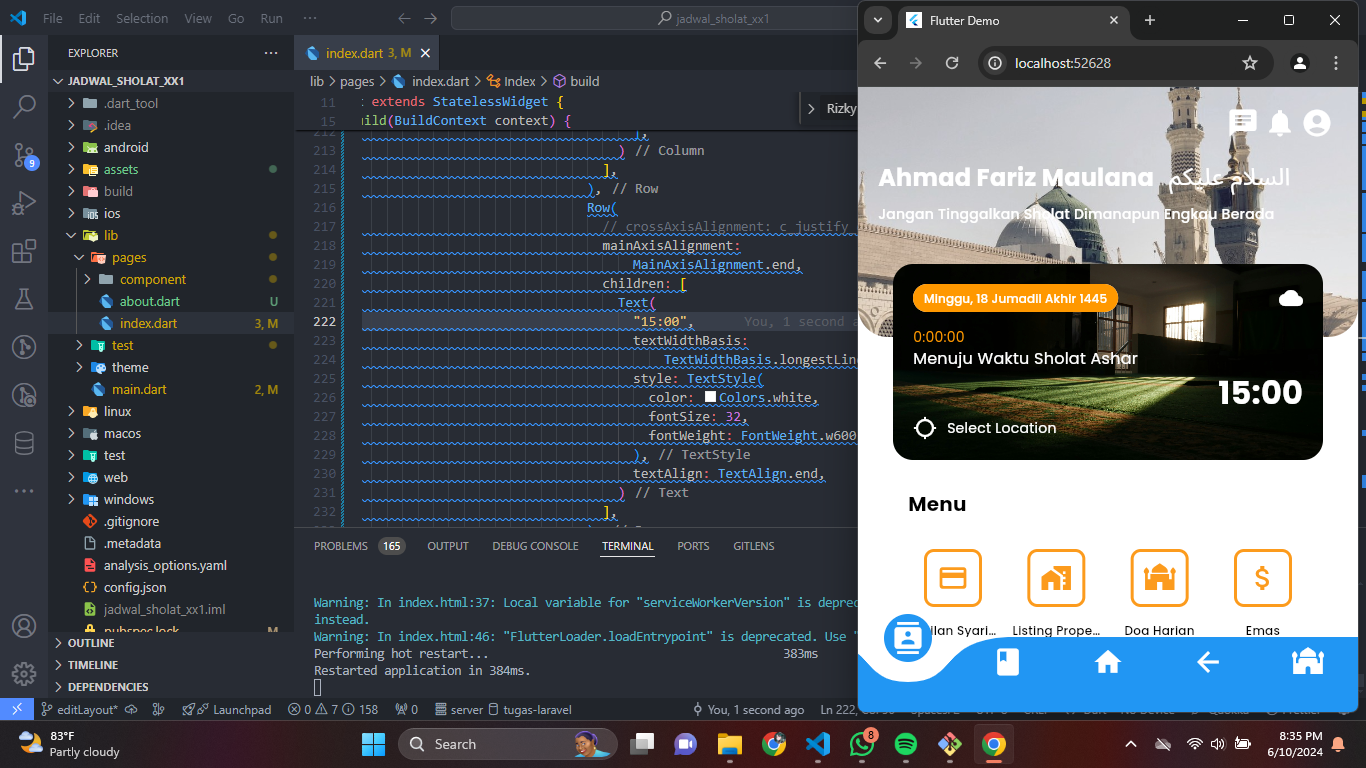 File Edit Selection View Go Run ··· jadwal_sholat_xx1
EXPLORER
JADWAL_SHOLAT_XX1
.dart_tool
.idea
android
assets
build
ios
lib
pages
component
about.dart U
index.dart 3, M
test
theme
main.dart 2, M
linux
macos
test
web
windows
.gitignore
.metadata
analysis_options.yaml
config.json
jadwal_sholat_xx1.iml
pubspec.lock M
OUTLINE
TIMELINE
DEPENDENCIES
9
index.dart 3, M
lib > pages > index.dart > Index > build
11 extends StatelessWidget {
15 ild(BuildContext context) {
Rizky
212 ],
213 ) // Column
214 ],
215 ), // Row
216 Row(
217 // crossAxisAlignment: c justify
218 mainAxisAlignment:
219 MainAxisAlignment.end,
220 children: [
221 Text(
222 "15:00", You, 1 second a
223 textWidthBasis:
224 TextWidthBasis.longestLin
225 style: TextStyle(
226 color: Colors.white,
227 fontSize: 32,
228 fontWeight: FontWeight.w600
229 ), // TextStyle
230 textAlign: TextAlign.end,
231 ) // Text
232 ],
PROBLEMS 165 OUTPUT DEBUG CONSOLE TERMINAL PORTS GITLENS
Warning: In index.html:37: Local variable for "serviceWorkerVersion" is deprec
instead.
Warning: In index.html:46: "FlutterLoader.loadEntrypoint" is deprecated. Use "
Performing hot restart... 383ms
Restarted application in 384ms.
editLayout* Launchpad 0 7 158 0 server tugas-laravel You, 1 second ago
Flutter Demo
localhost:52628
Ahmad Fariz Maulana السلام عليكم
Jangan Tinggalkan Sholat Dimanapun Engkau Berada
Minggu, 18 Jumadil Akhir 1445
0:00:00
Menuju Waktu Sholat Ashar
15:00
Select Location
Menu
Listing Prope... Doa Harian Emas
83°F
Partly cloudy
Search
8
8:35 PM
6/10/2024